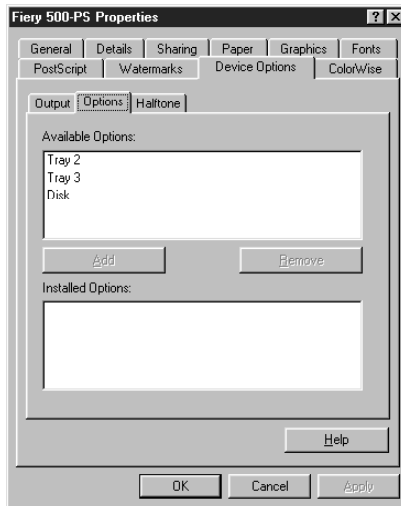 Fiery 500-PS Properties
General Details Sharing Paper Graphics Fonts
PostScript Watermarks Device Options ColorWise
Output Options Halftone
Available Options:
Tray 2
Tray 3
Disk
Add Remove
Installed Options:
Help
OK Cancel Apply